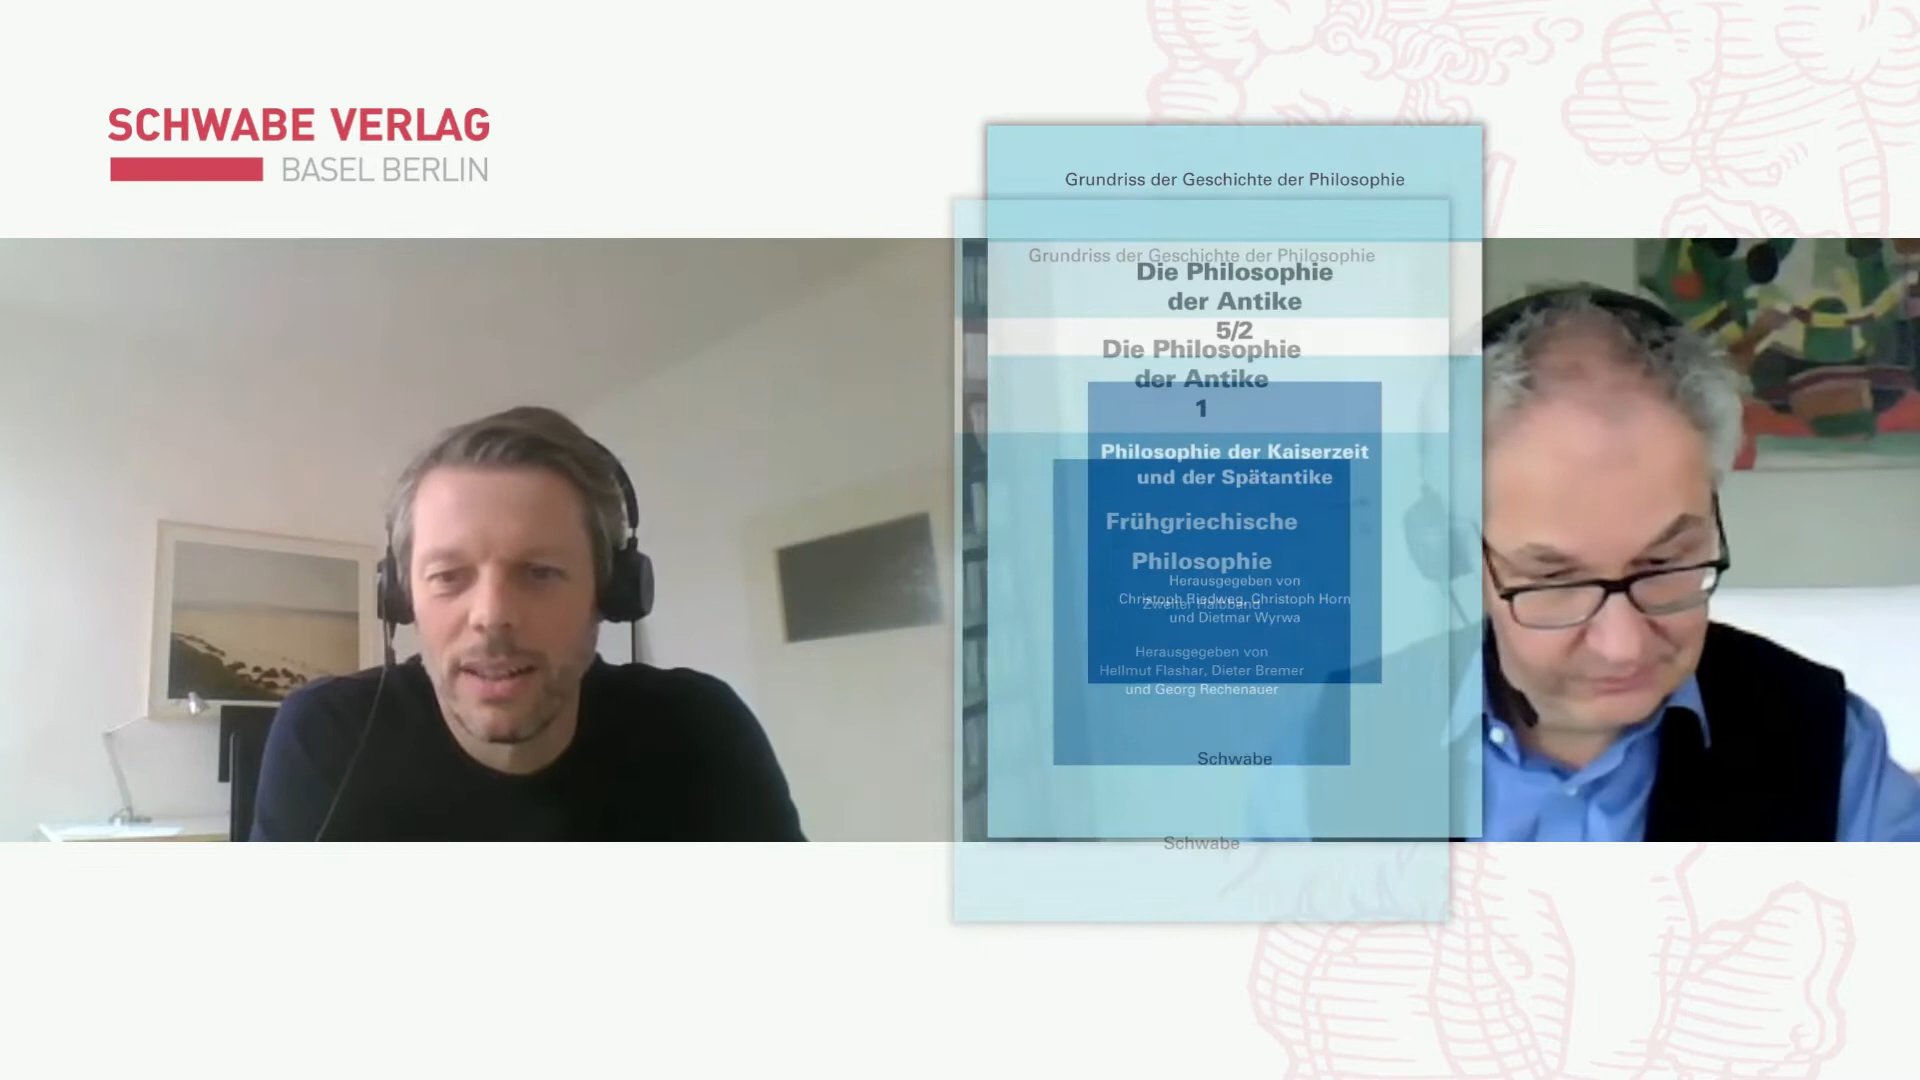 SCHWABE VERLAG
BASEL BERLIN
Grundriss der Geschichte der Philosophie
Die Philosophie
der Antike
5/2
Philosophie der Kaiserzeit
und der Spätantike
Herausgegeben von
Christoph Riedweg, Christoph Horn
und Dietmar Wyrwa
Schwabe
Grundriss der Geschichte der Philosophie
Die Philosophie
der Antike
1
Frühgriechische
Philosophie
Zweiter Halbband
Herausgegeben von
Hellmut Flashar, Dieter Bremer
und Georg Rechenauer
Schwabe